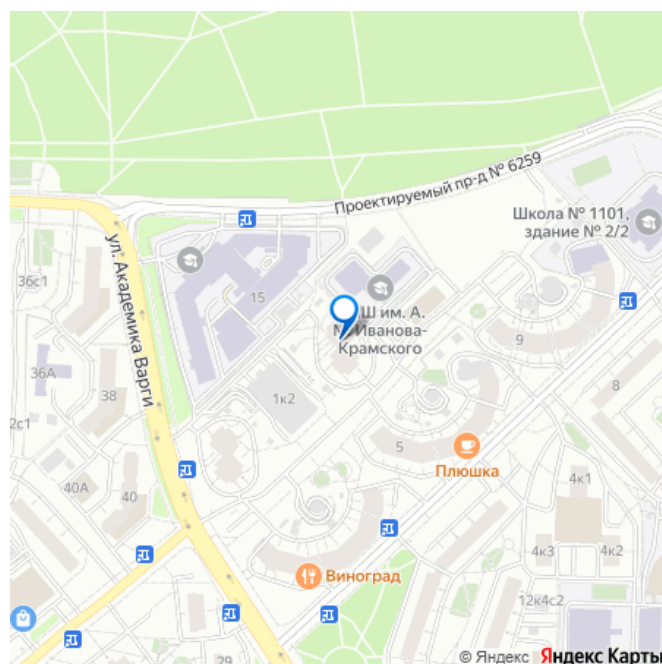 Проектируемый пр-д № 6259
Школа № 1101,
здание № 2/2
ул. Академика Варги
36с1
15
Ш им. А.
Иванова-
Крамского
9
36А
38
1к2
8
2с1
5
Плюшка
40А
40
4к1
4к3
4к2
Виноград
12к4с2
29
© Яндекс Яндекс Карты